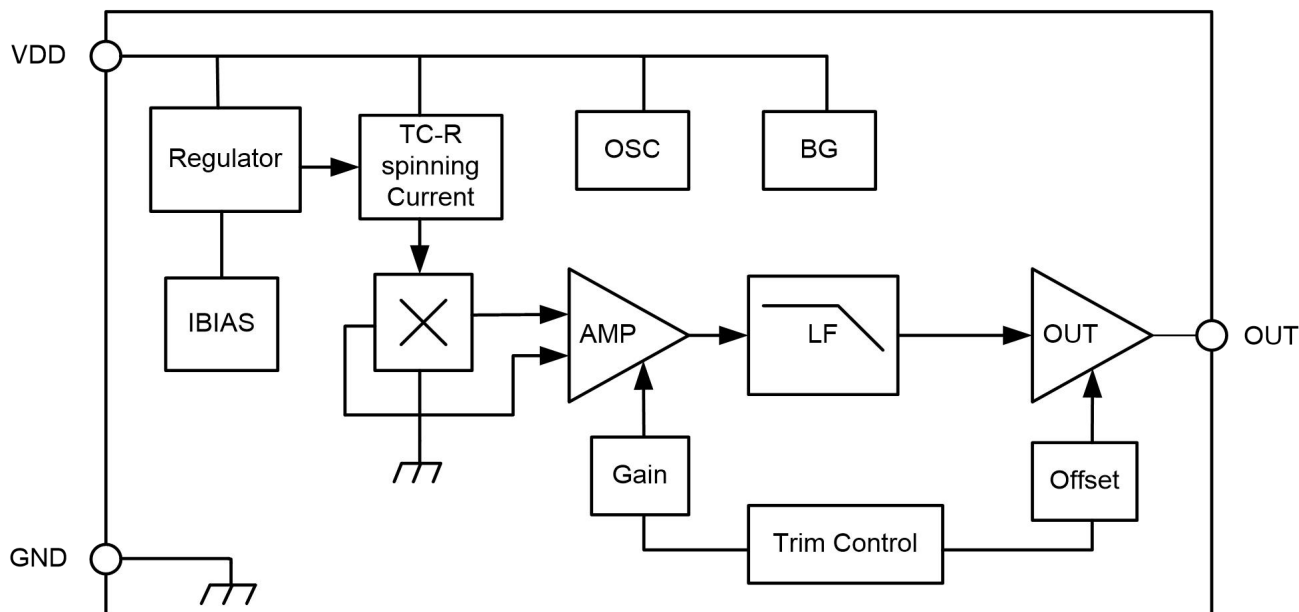 VDD
Regulator
TC-R
spinning
Current
OSC
BG
IBIAS
AMP
LF
OUT
OUT
Gain
Offset
Trim Control
GND